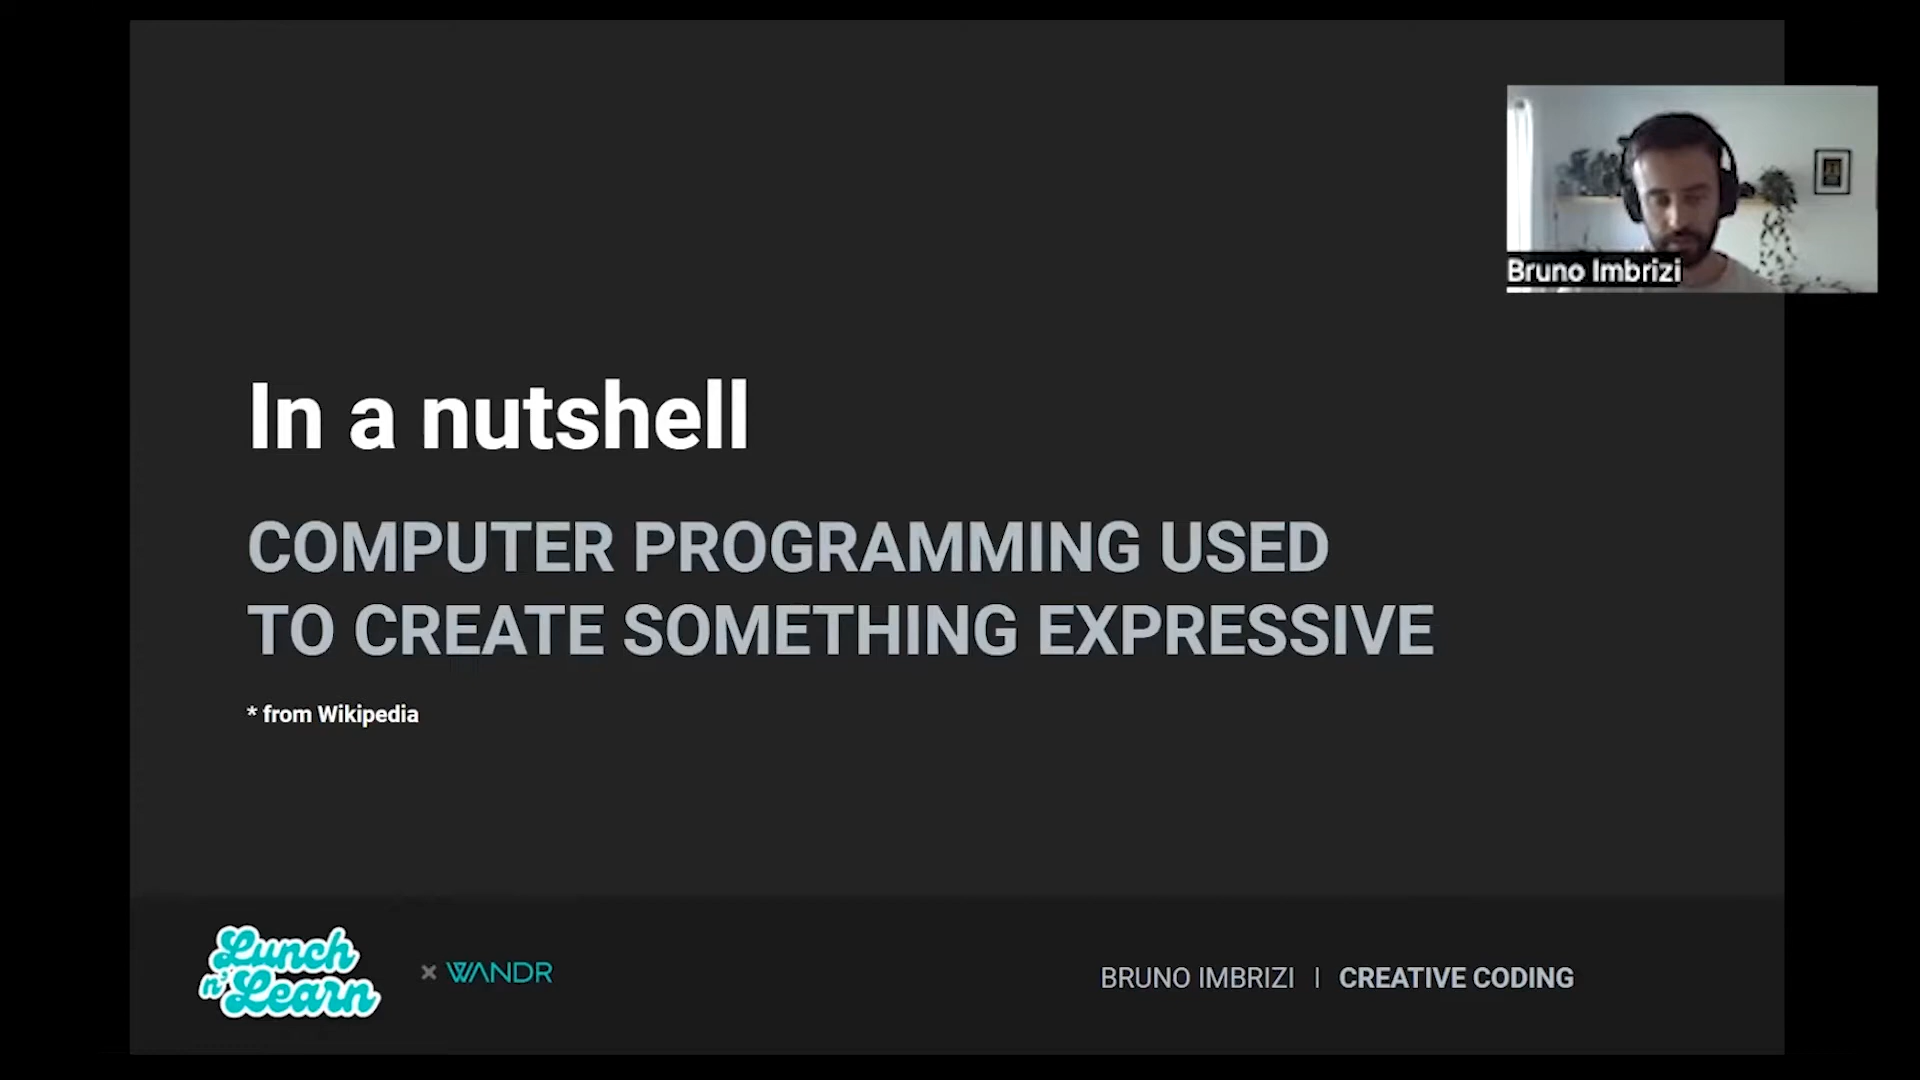 Bruno Imbrizi
In a nutshell
COMPUTER PROGRAMMING USED
TO CREATE SOMETHING EXPRESSIVE
* from Wikipedia
Lunch
n' Learn
× WANDR
BRUNO IMBRIZI | CREATIVE CODING